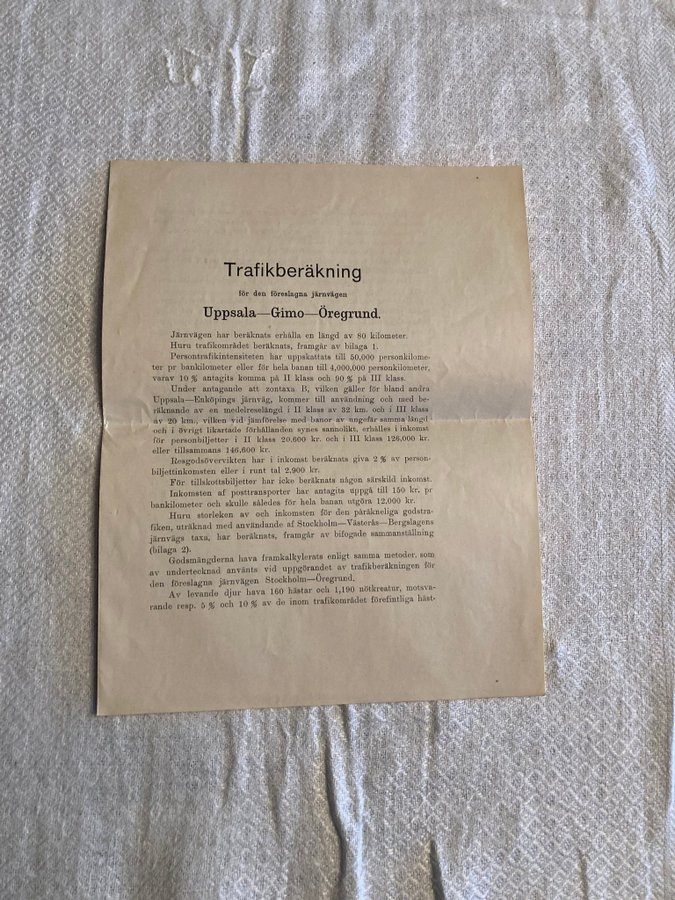 Trafikberäkning
för den föreslagna järnvägen
Uppsala—Gimo—Öregrund.
Järnvägen har beräknats erhålla en längd av 80 kilometer.
Huru trafikområdet beräknats, framgår av bilaga 1.
Persontrafikintensiteten har uppskattats till 50,000 personkilome-
ter pr bankilometer eller för hela banan till 4,000,000 personkilometer,
varav 10 % antagits komma på II klass och 90 % på III klass.
Under antagande att zontaxa B, vilken gäller för bland andra
Uppsala—Enköpings järnväg, kommer till användning och med be-
räknande av en medelreselängd i II klass av 32 km. och i III klass
av 20 km., vilken vid jämförelse med banor av ungefär samma längd
och i övrigt likartade förhållanden synes sannolikt, erhålles i inkomst
för personbiljetter i II klass 20,600 kr. och i III klass 126,000 kr.
eller tillsammans 146,600 kr.
Resgodsövervikten har i inkomst beräknats giva 2 % av person-
biljettinkomsten eller i runt tal 2,900 kr.
För tillskottsbiljetter har icke beräknats någon särskild inkomst.
Inkomsten av posttransporter har antagits uppgå till 150 kr. pr
bankilometer och skulle således för hela banan utgöra 12,000 kr.
Huru storleken av och inkomsten för den påräkneliga godstra-
fiken, uträknad med användande av Stockholm—Västerås—Bergslagens
järnvägs taxa, har beräknats, framgår av bifogade sammanställning
(bilaga 2).
Godsmängderna hava framkalkylerats enligt samma metoder, som
av undertecknad använts vid uppgörandet av trafikberäkningen för
den föreslagna järnvägen Stockholm—Öregrund.
Av levande djur hava 160 hästar och 1,190 nötkreatur, motsva-
rande resp. 5 % och 10 % av de inom trafikområdet förefintliga häst-